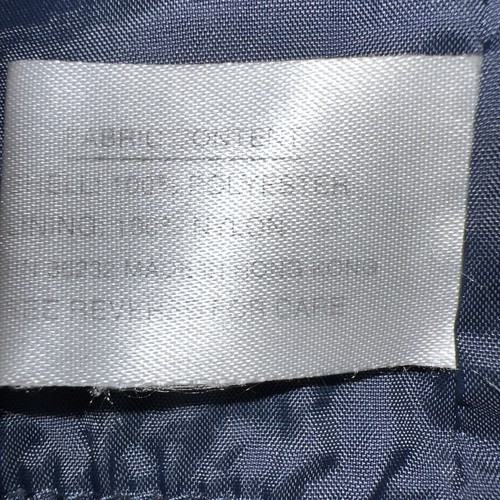 FABRIC CONTENT
SHELL: 100% POLYESTER
LINING: 100% NYLON
MADE IN HONG KONG
SEE REVERSE FOR CARE